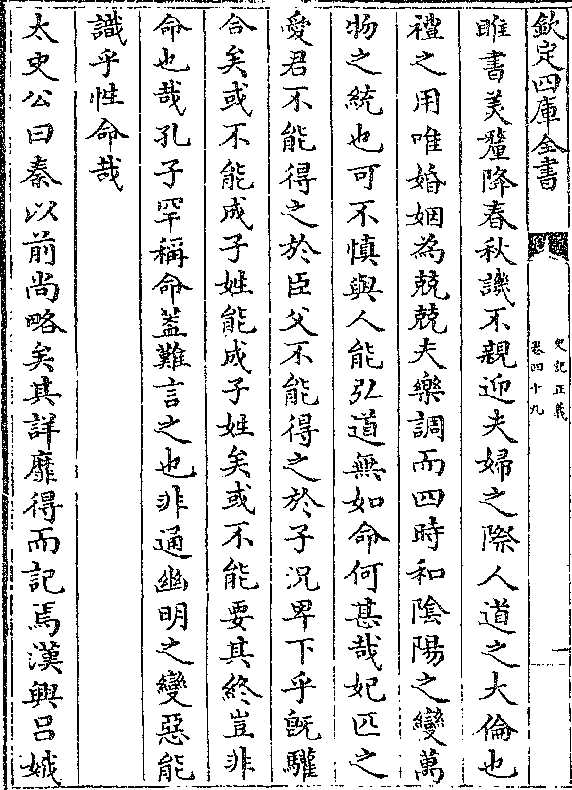 欽定四庫全書
史記正義
卷四十九
一
雎書美釐降春秋譏不親迎夫婦之際人道之大倫也
禮之用唯婚姻為兢兢夫樂調而四時和陰陽之變萬
物之統也可不慎與人能弘道無如命何甚哉妃匹之
愛君不能得之於臣父不能得之於子況卑下乎既驩
合矣或不能成子姓能成子姓矣或不能要其終豈非
命也哉孔子罕稱命蓋難言之也非通幽明之變惡能
識乎性命哉
太史公曰秦以前尚略矣其詳靡得而記焉漢興呂娥